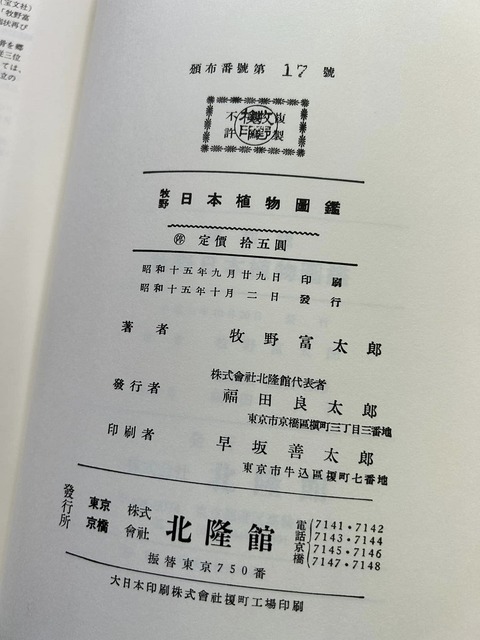 頒布番號第 17 號
不 複
許 製
牧野 日本植物圖鑑
㊕ 定價 拾五圓
昭和十五年九月廿九日 印刷
昭和十五年十月二日 發行
著者 牧野富太郎
株式會社北隆館代表者
發行者 福田良太郎
東京市京橋區槇町三丁目三番地
印刷者 早坂善太郎
東京市牛込區榎町七番地
發行所 東京京橋 株式會社 北隆館
電話京橋
7141・7142
7143・7144
7145・7146
7147・7148
振替東京750番
大日本印刷株式會社榎町工場印刷